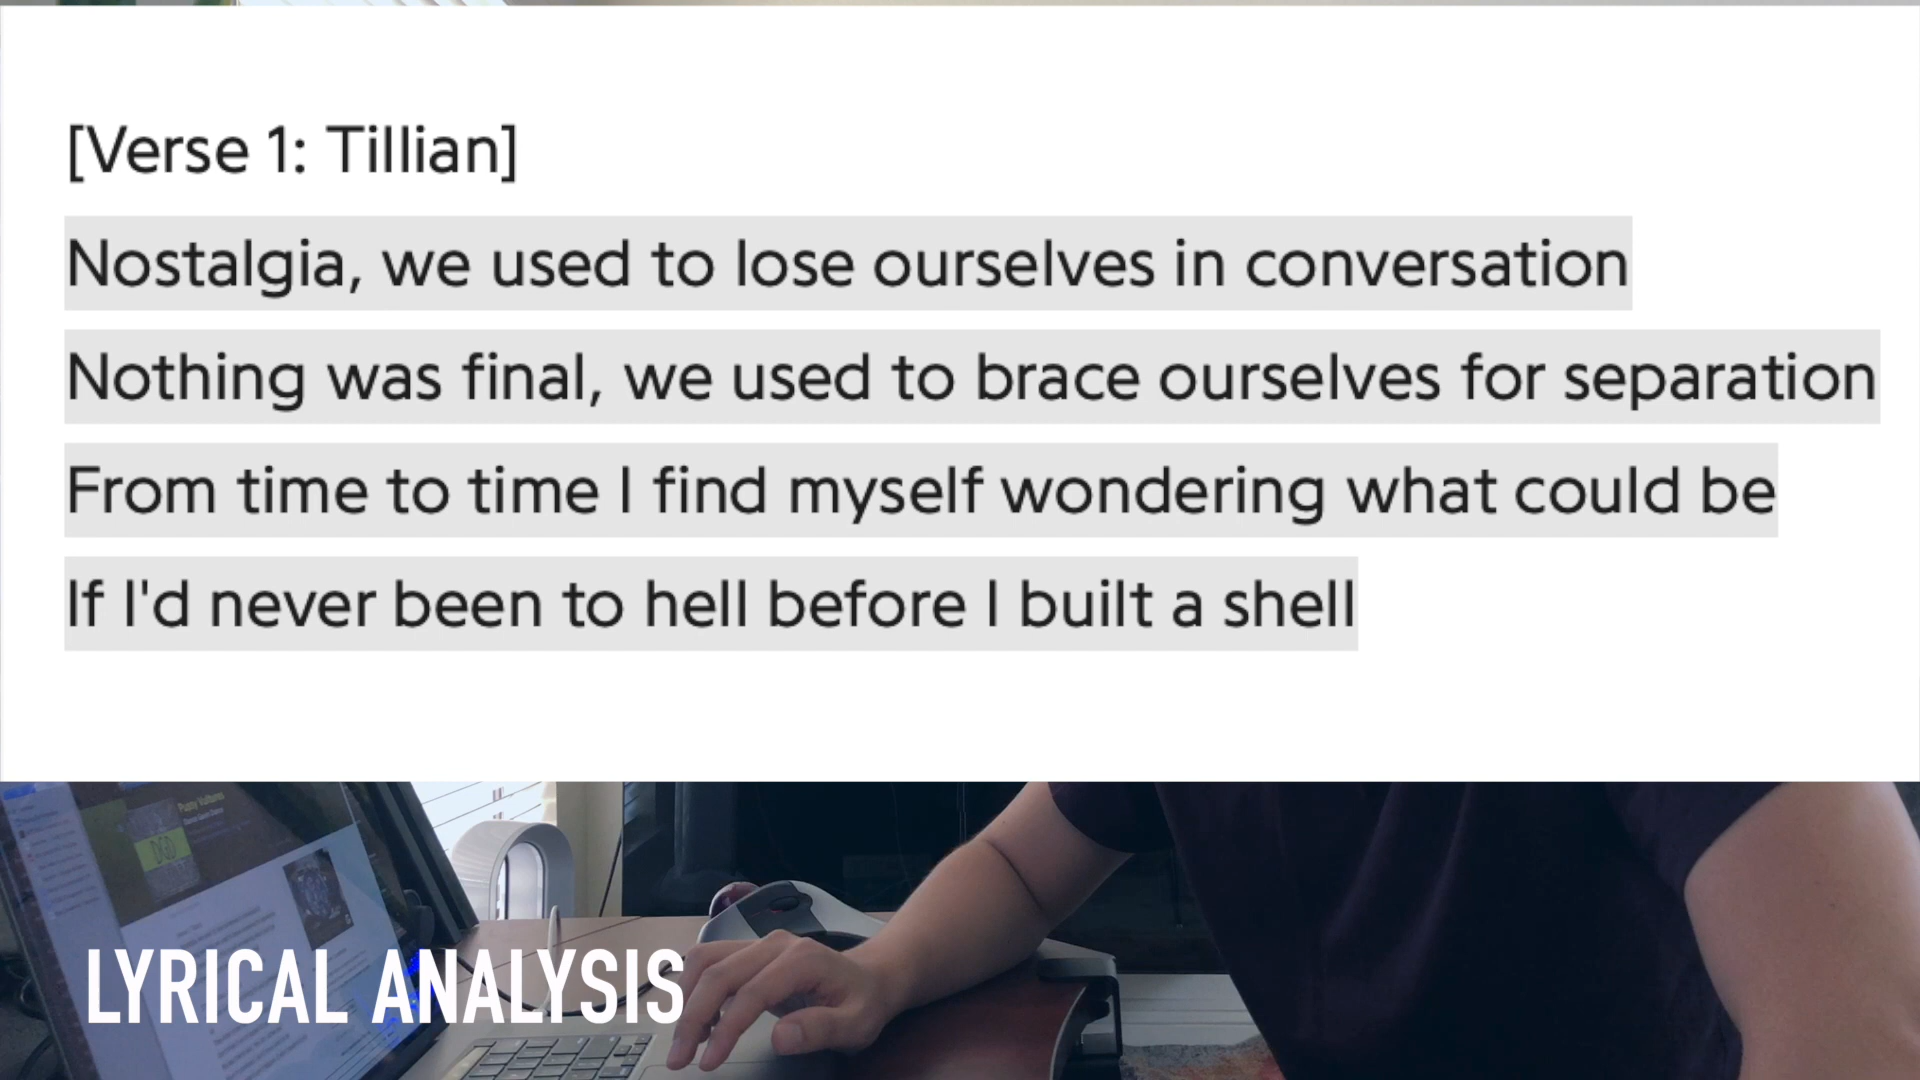 [Verse 1: Tillian]
Nostalgia, we used to lose ourselves in conversation
Nothing was final, we used to brace ourselves for separation
From time to time I find myself wondering what could be
If I'd never been to hell before I built a shell
Pussy Vultures
LYRICAL ANALYSIS